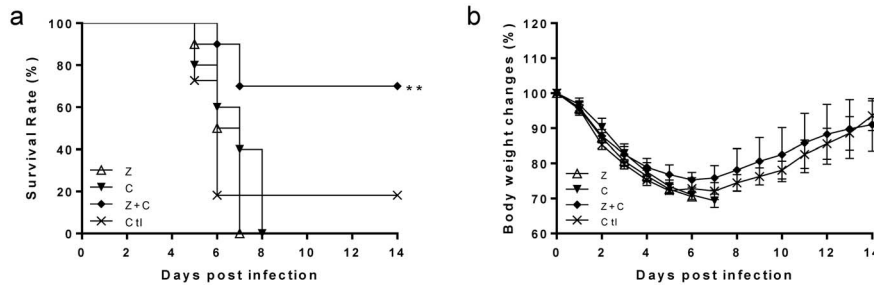 a
Survival Rate (%)
100
80
60
40
20
0
Z
C
Z+C
Ctl
**
0 2 4 6 8 10 12 14
Days post infection
b
Body weight changes (%)
120
110
100
90
80
70
60
Z
C
Z+C
Ctl
0 2 4 6 8 10 12 14
Days post infection